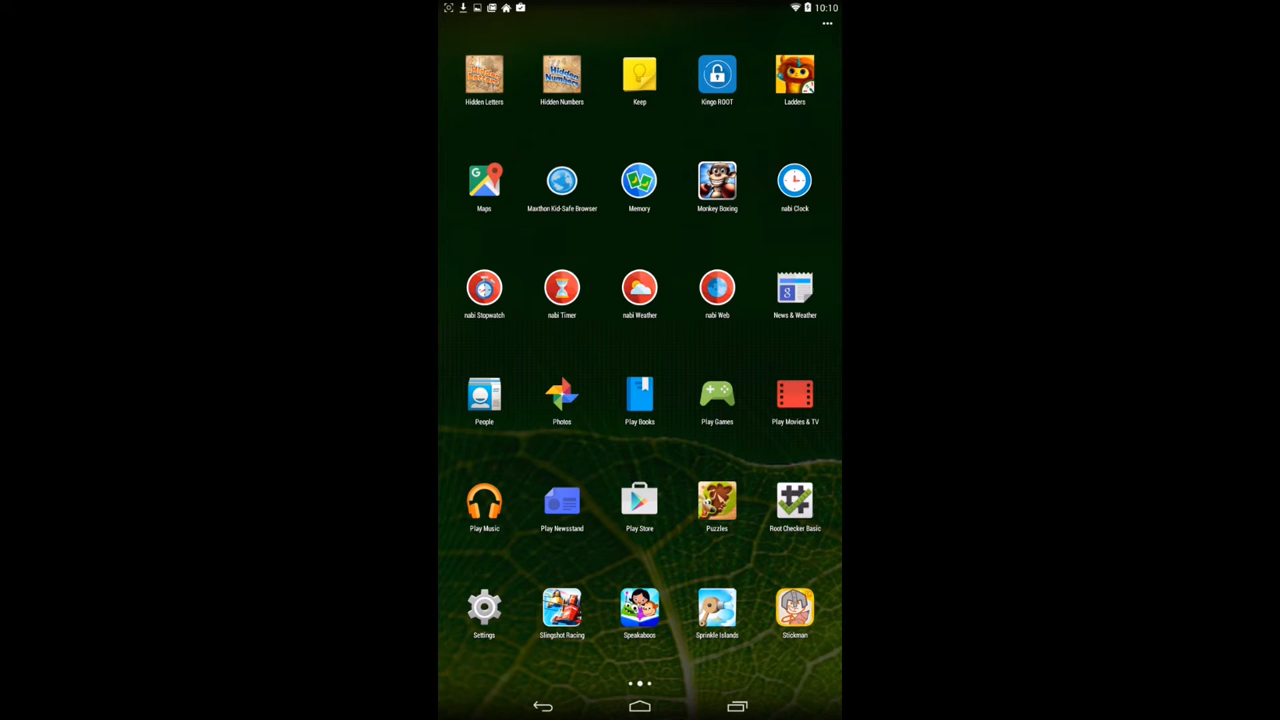 10:10
Hidden Letters Hidden Numbers Keep Kingo ROOT Ladders
Maps Maxthon Kid-Safe Browser Memory Monkey Boxing nabi Clock
nabi Stopwatch nabi Timer nabi Weather nabi Web News & Weather
People Photos Play Books Play Games Play Movies & TV
Play Music Play Newsstand Play Store Puzzles Root Checker Basic
Settings Slingshot Racing Speakaboos Sprinkle Islands Stickman